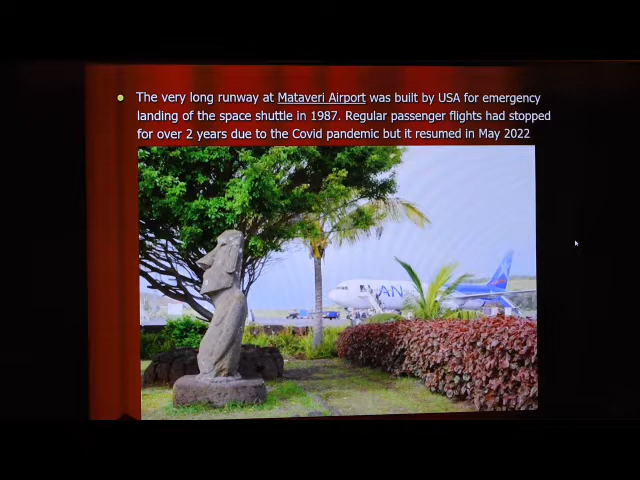 The very long runway at Mataveri Airport was built by USA for emergency
landing of the space shuttle in 1987. Regular passenger flights had stopped
for over 2 years due to the Covid pandemic but it resumed in May 2022
LAN